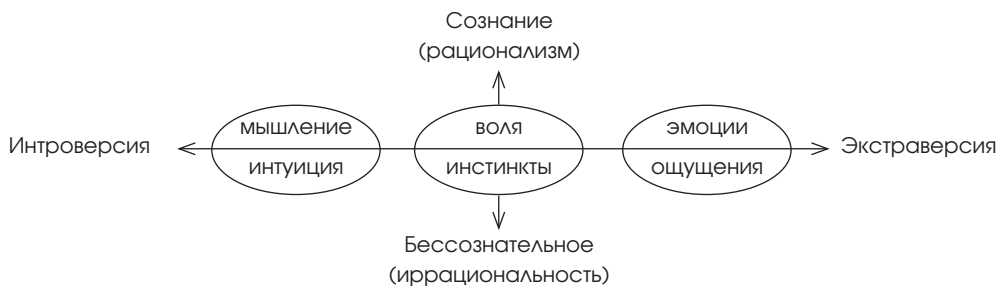 Сознание
(рационализм)
мышление
воля
эмоции
Интроверсия
Экстраверсия
интуиция
инстинкты
ощущения
Бессознательное
(иррациональность)